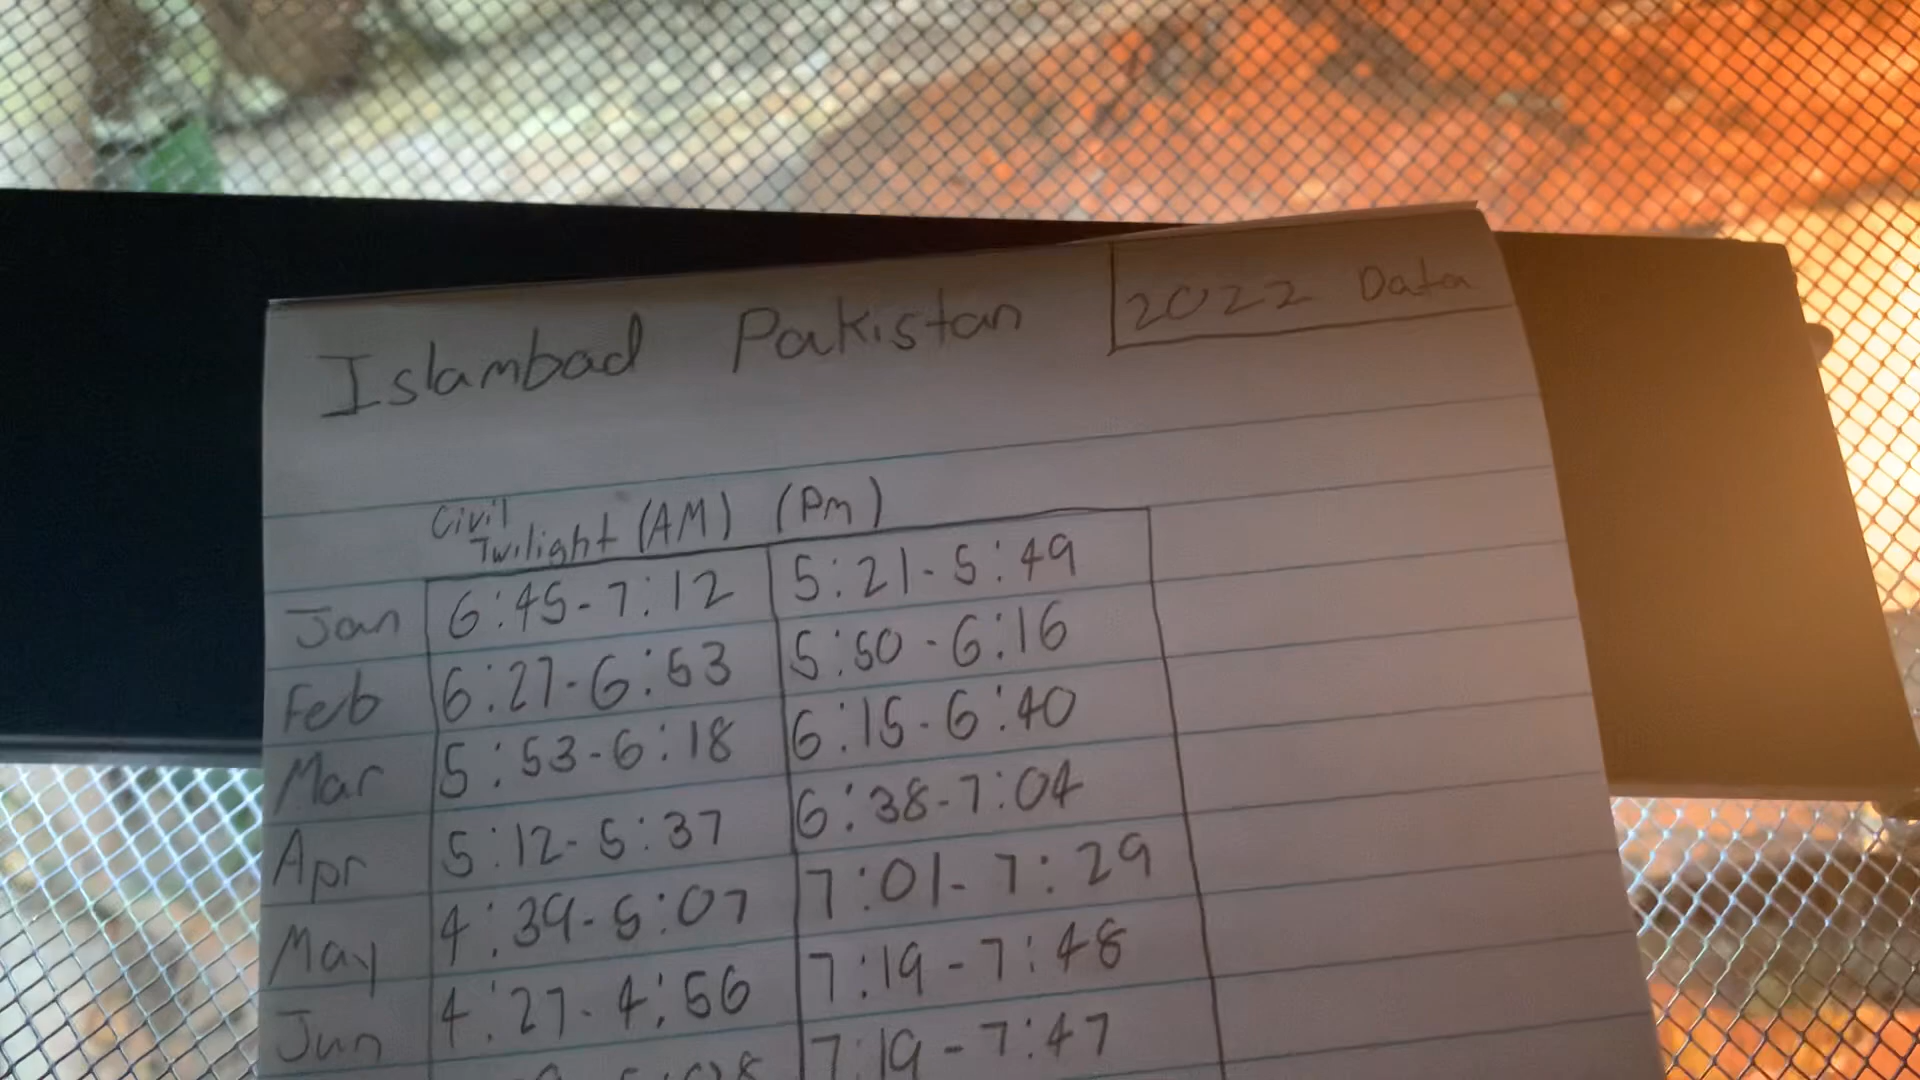 Islambad Pakistan 2022 Data
Civil Twilight (AM) (Pm)
Jan 6:45-7:12 5:21-5:49
Feb 6:27-6:53 5:50-6:16
Mar 5:53-6:18 6:15-6:40
Apr 5:12-5:37 6:38-7:04
May 4:39-5:07 7:01-7:29
Jun 4:27-4:56 7:19-7:48
7:19-7:47